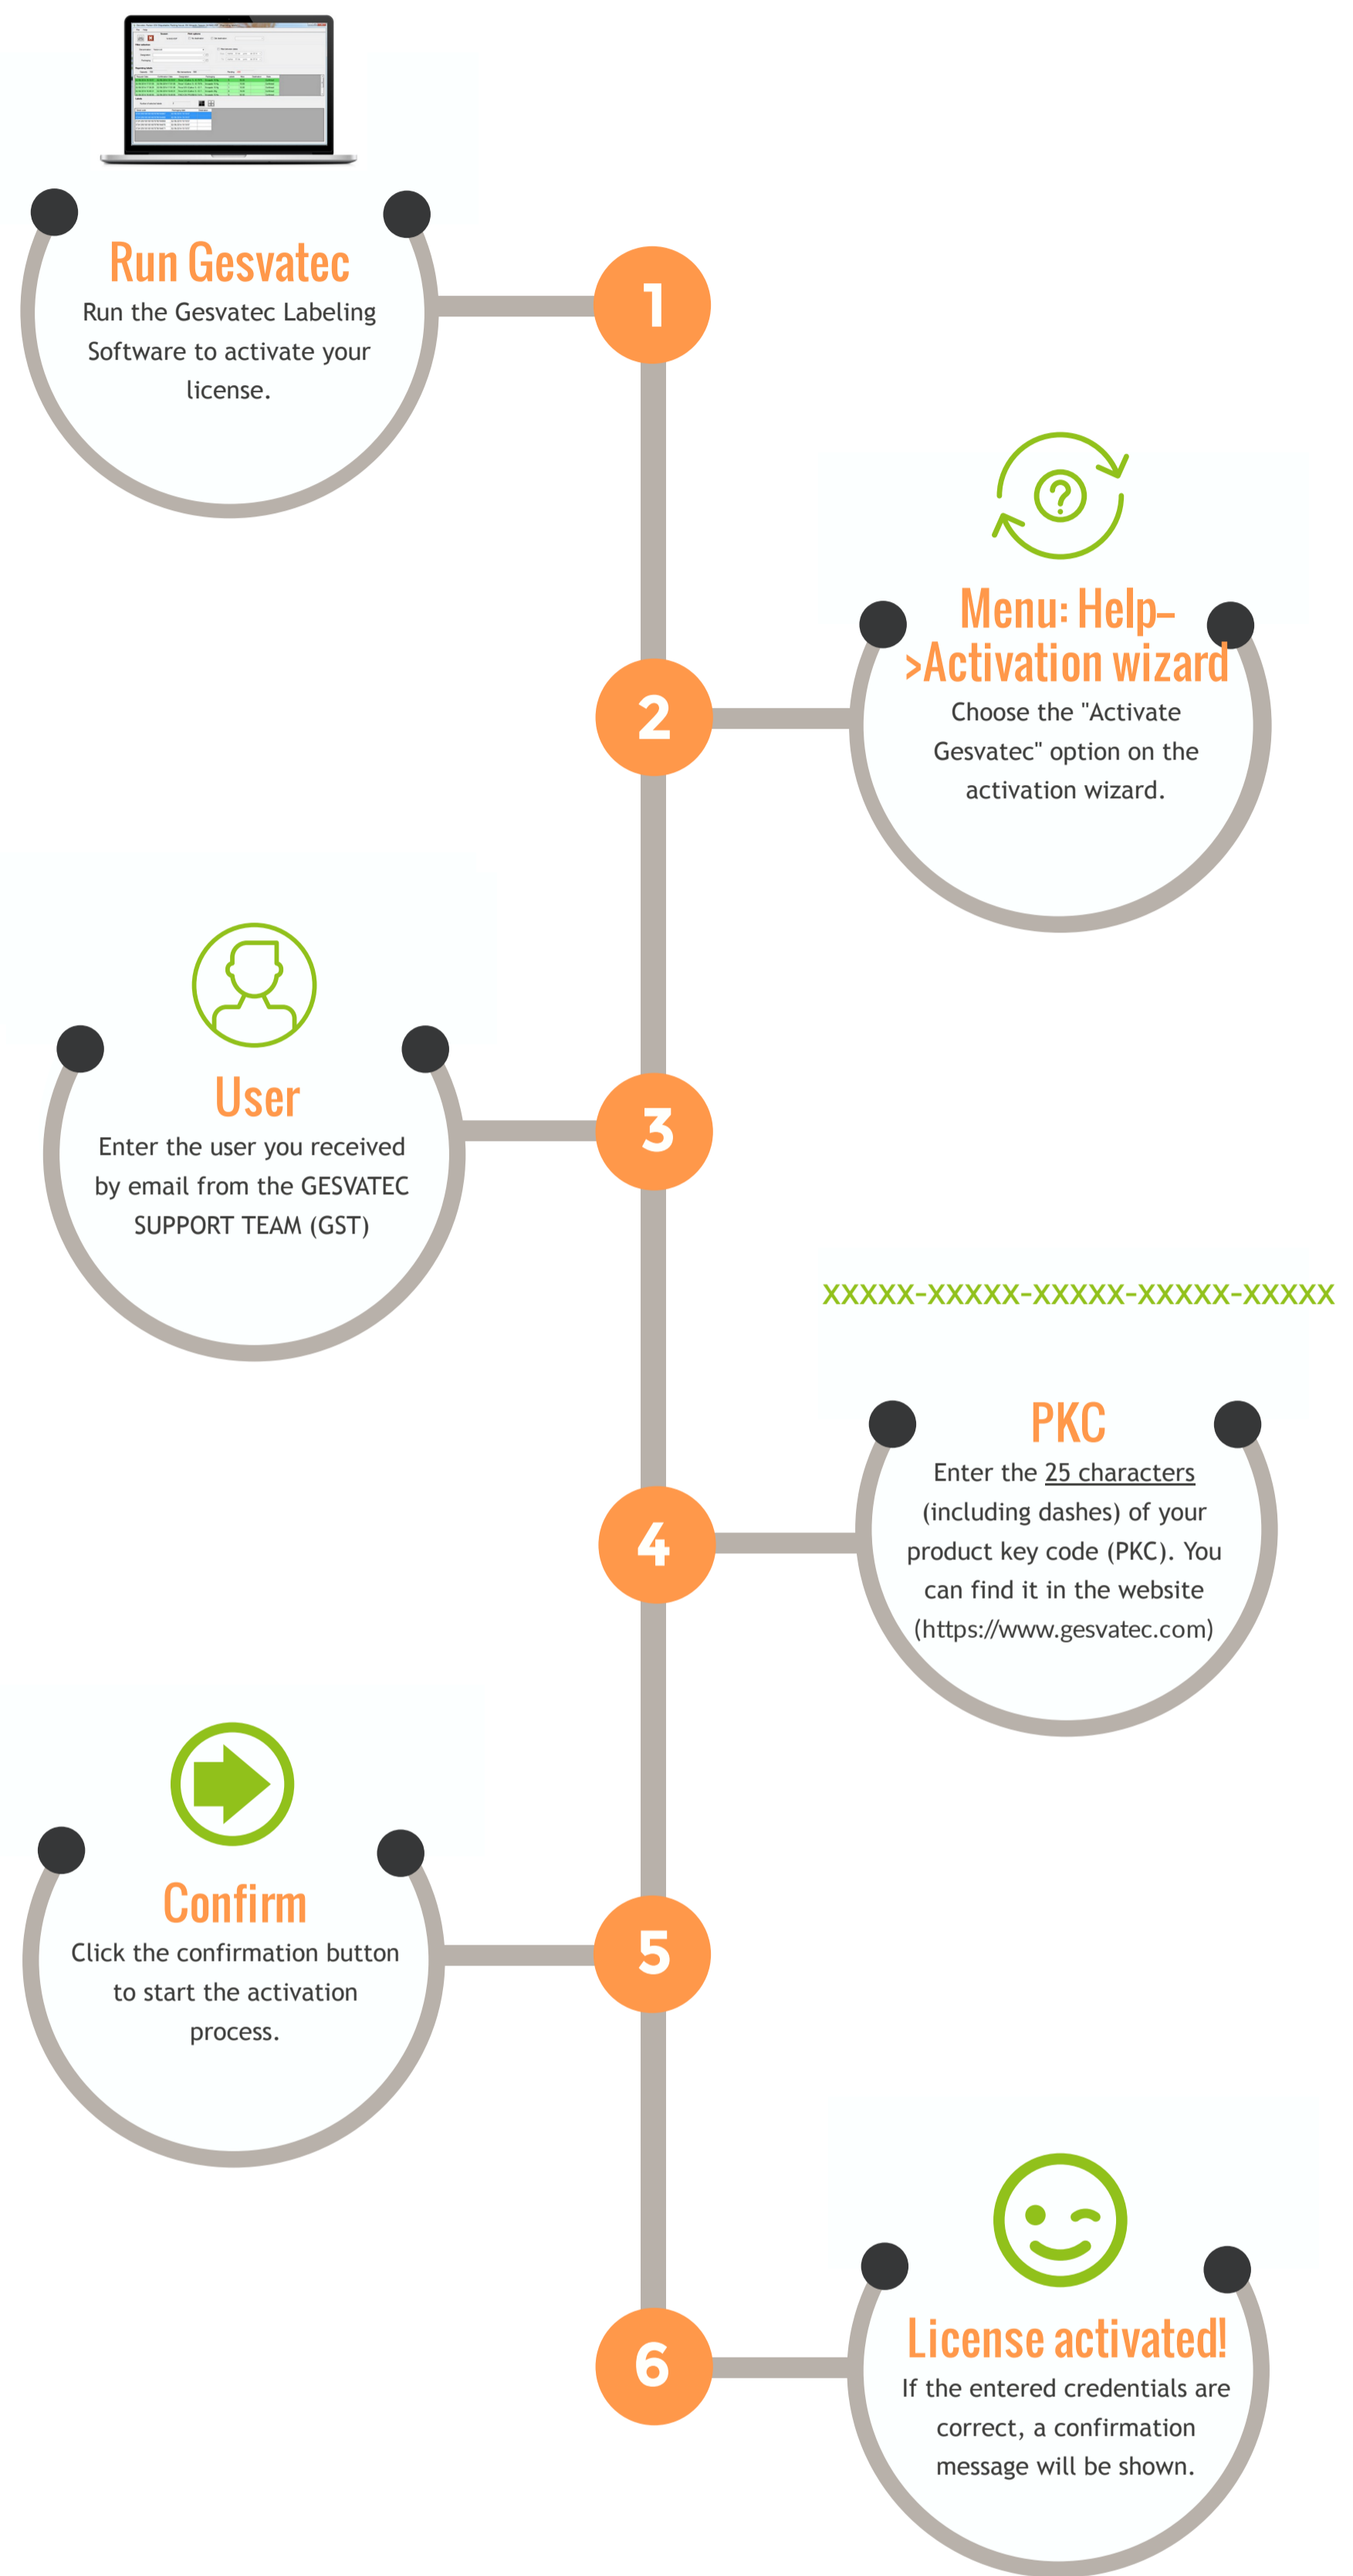 Run Gesvatec
Run the Gesvatec Labeling
Software to activate your
license.
1
Menu: Help–
>Activation wizard
Choose the "Activate
Gesvatec" option on the
activation wizard.
2
User
Enter the user you received
by email from the GESVATEC
SUPPORT TEAM (GST)
3
XXXXX-XXXXX-XXXXX-XXXXX-XXXXX
PKC
Enter the 25 characters
(including dashes) of your
product key code (PKC). You
can find it in the website
(https://www.gesvatec.com)
4
Confirm
Click the confirmation button
to start the activation
process.
5
License activated!
If the entered credentials are
correct, a confirmation
message will be shown.
6